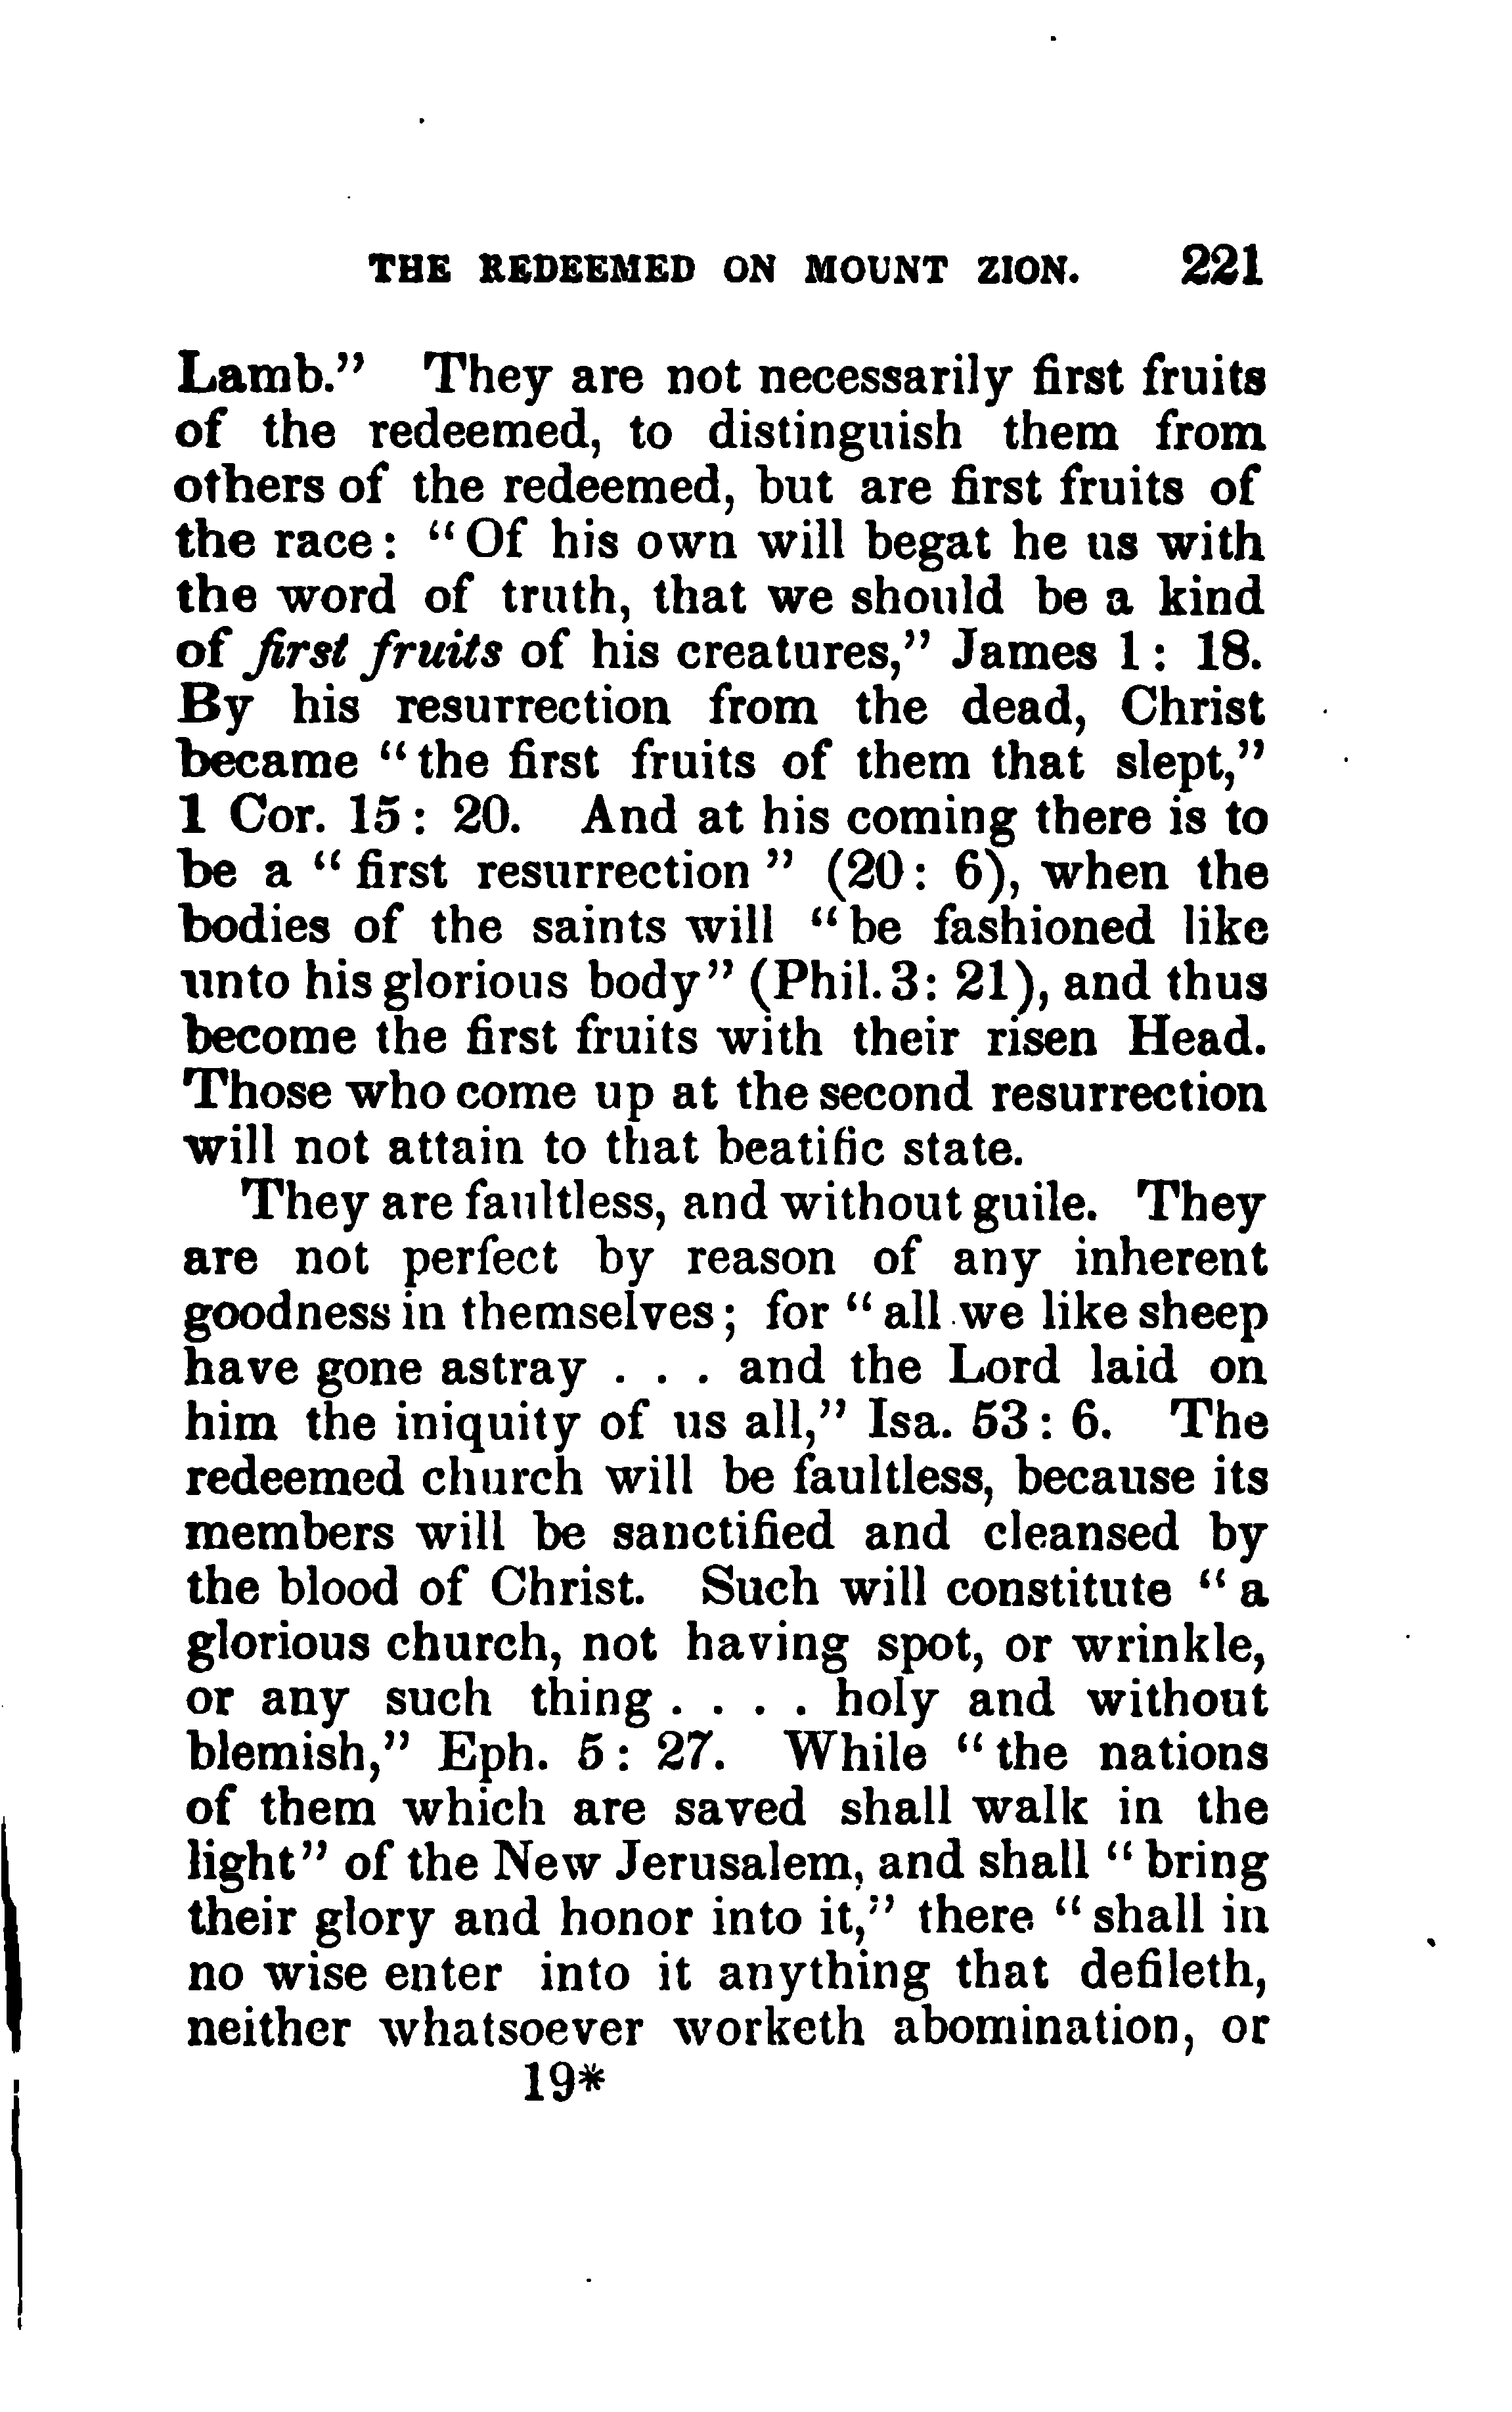 THE REDEEMED ON MOUNT ZION. 221
Lamb." They are not necessarily first fruits
of the redeemed, to distinguish them from
others of the redeemed, but are first fruits of
the race: "Of his own will begat he us with
the word of truth, that we should be a kind
of first fruits of his creatures," James 1: 18.
By his resurrection from the dead, Christ
became "the first fruits of them that slept,"
1 Cor. 15: 20. And at his coming there is to
be a "first resurrection" (20: 6), when the
bodies of the saints will "be fashioned like
unto his glorious body" (Phil. 3: 21), and thus
become the first fruits with their risen Head.
Those who come up at the second resurrection
will not attain to that beatific state.
They are faultless, and without guile. They
are not perfect by reason of any inherent
goodness in themselves; for "all we like sheep
have gone astray . . . and the Lord laid on
him the iniquity of us all," Isa. 53: 6. The
redeemed church will be faultless, because its
members will be sanctified and cleansed by
the blood of Christ. Such will constitute "a
glorious church, not having spot, or wrinkle,
or any such thing . . . . holy and without
blemish," Eph. 5: 27. While "the nations
of them which are saved shall walk in the
light" of the New Jerusalem, and shall "bring
their glory and honor into it," there "shall in
no wise enter into it anything that defileth,
neither whatsoever worketh abomination, or
19*